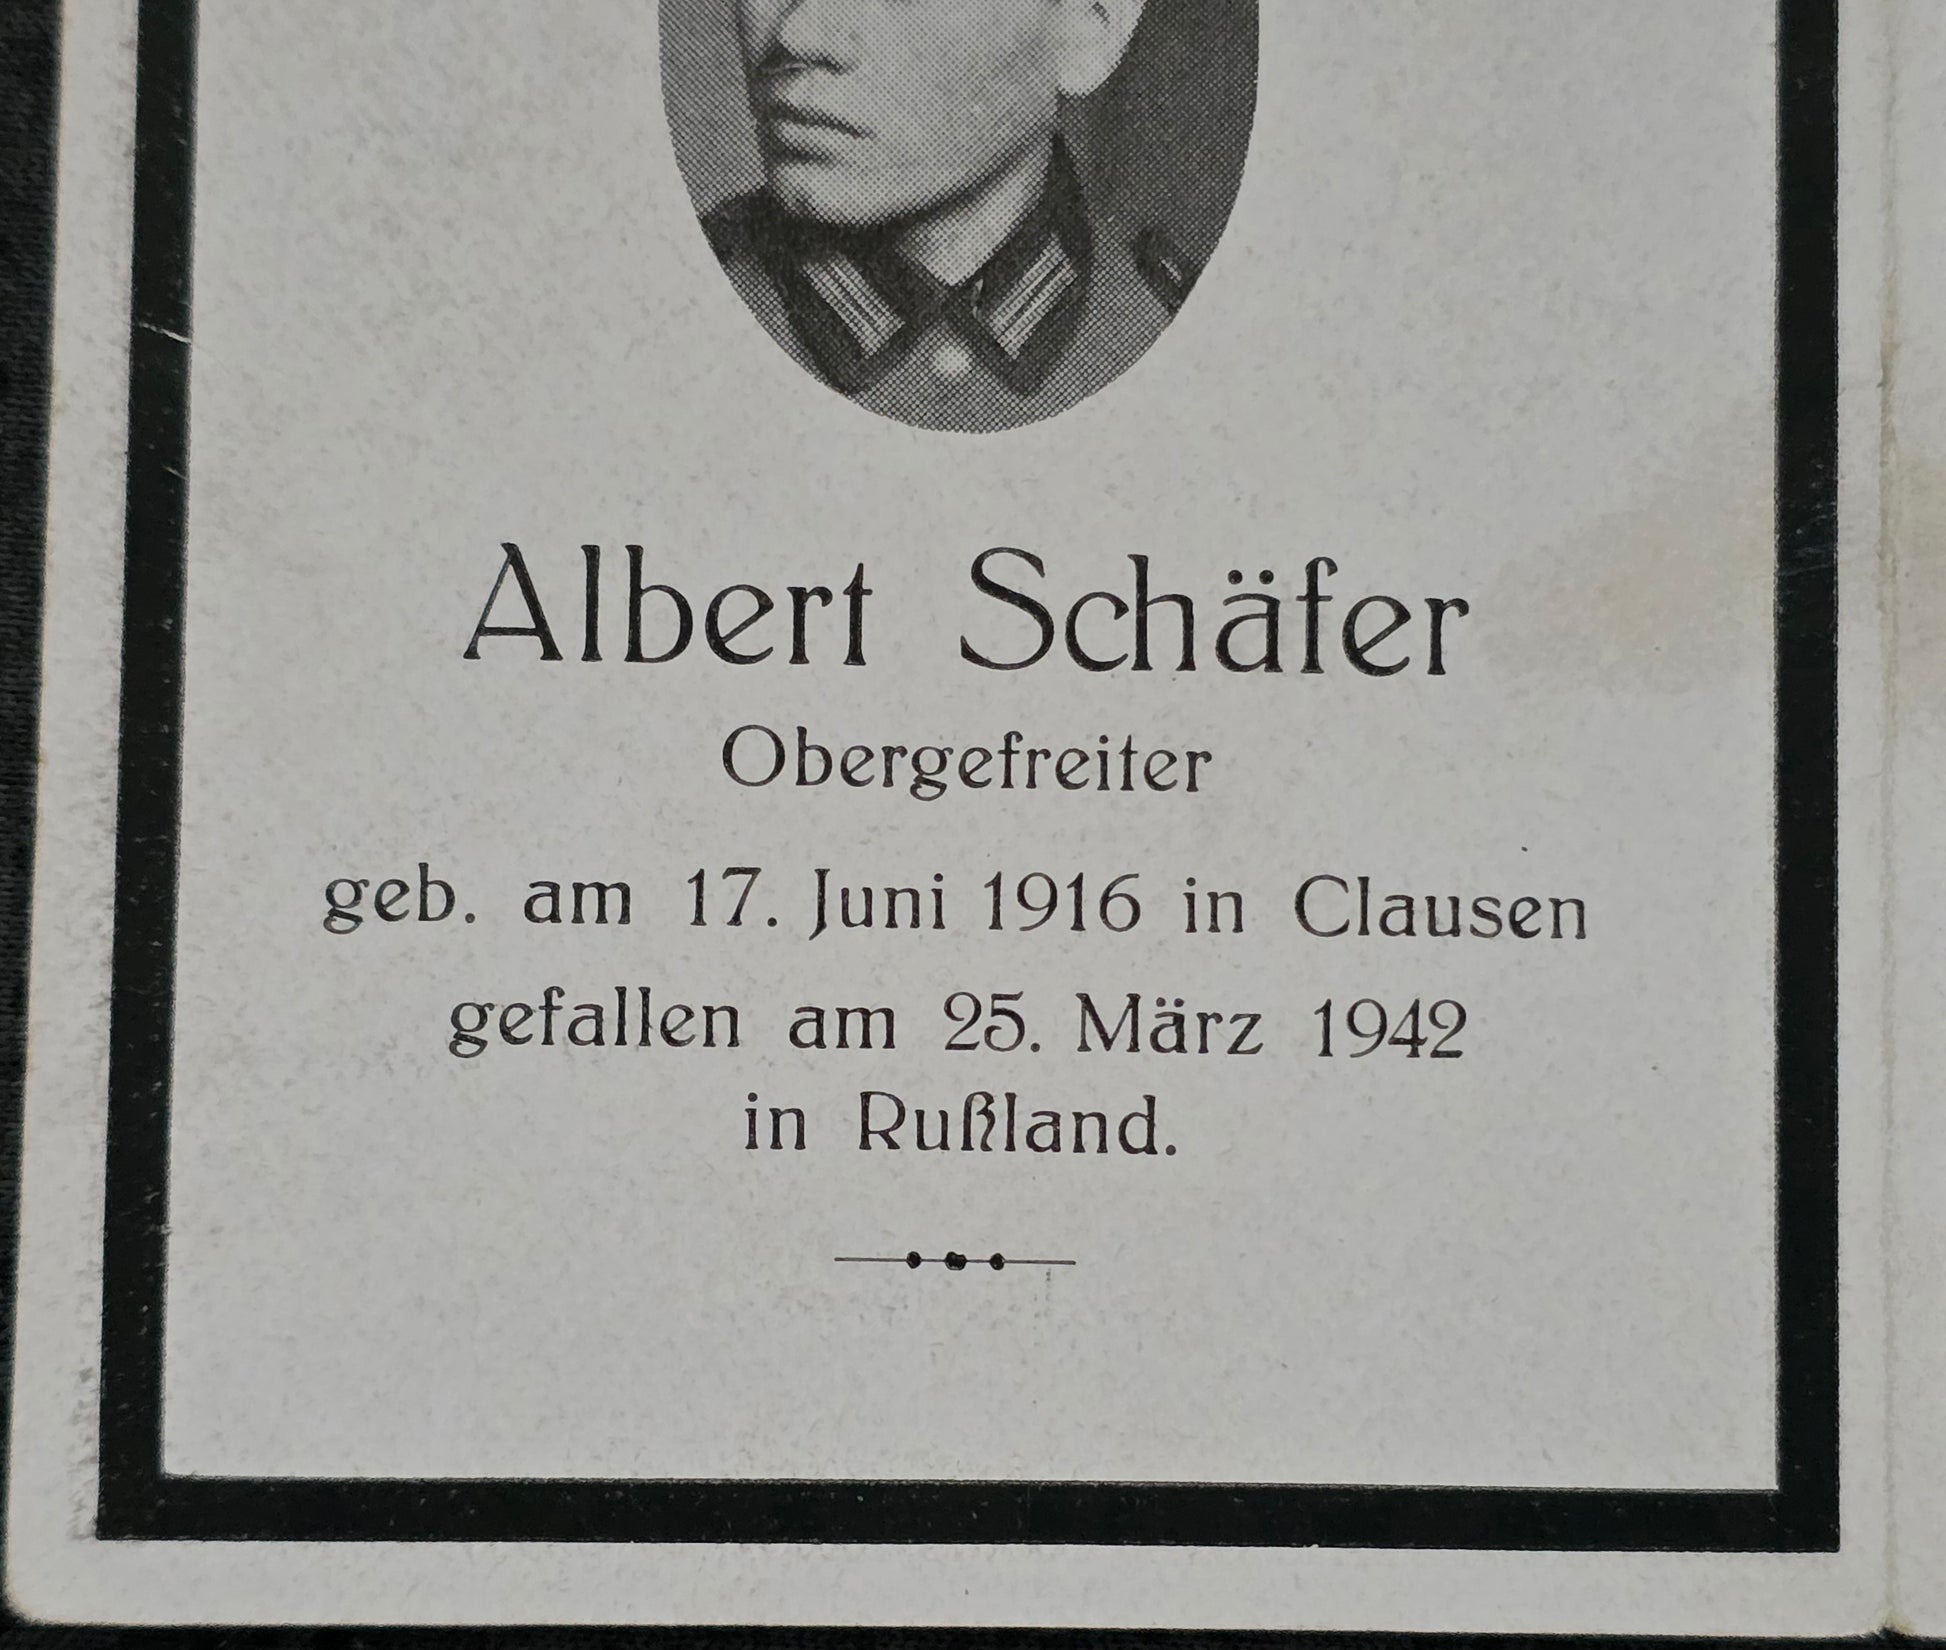 Albert Schäfer
Obergefreiter
geb. am 17. Juni 1916 in Clausen
gefallen am 25. März 1942
in Rußland.